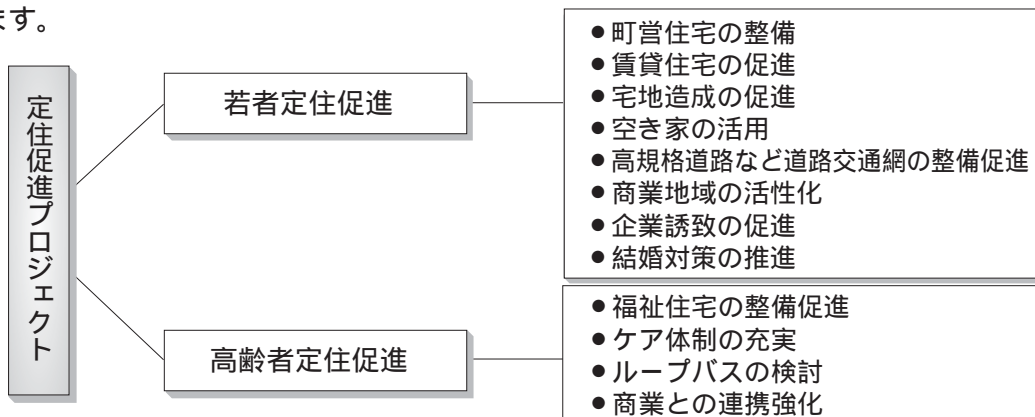 ます。
定住促進プロジェクト
若者定住促進
●町営住宅の整備
●賃貸住宅の促進
●宅地造成の促進
●空き家の活用
●高規格道路など道路交通網の整備促進
●商業地域の活性化
●企業誘致の促進
●結婚対策の推進
高齢者定住促進
●福祉住宅の整備促進
●ケア体制の充実
●ループバスの検討
●商業との連携強化